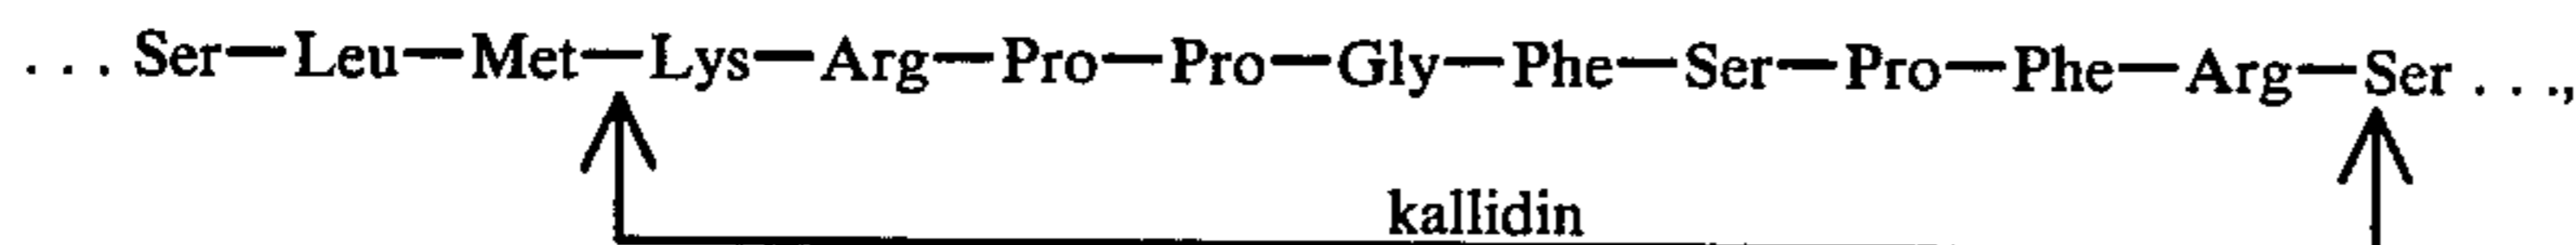 . . . Ser—Leu—Met—Lys—Arg—Pro—Pro—Gly—Phe—Ser—Pro—Phe—Arg—Ser . . .,
kallidin